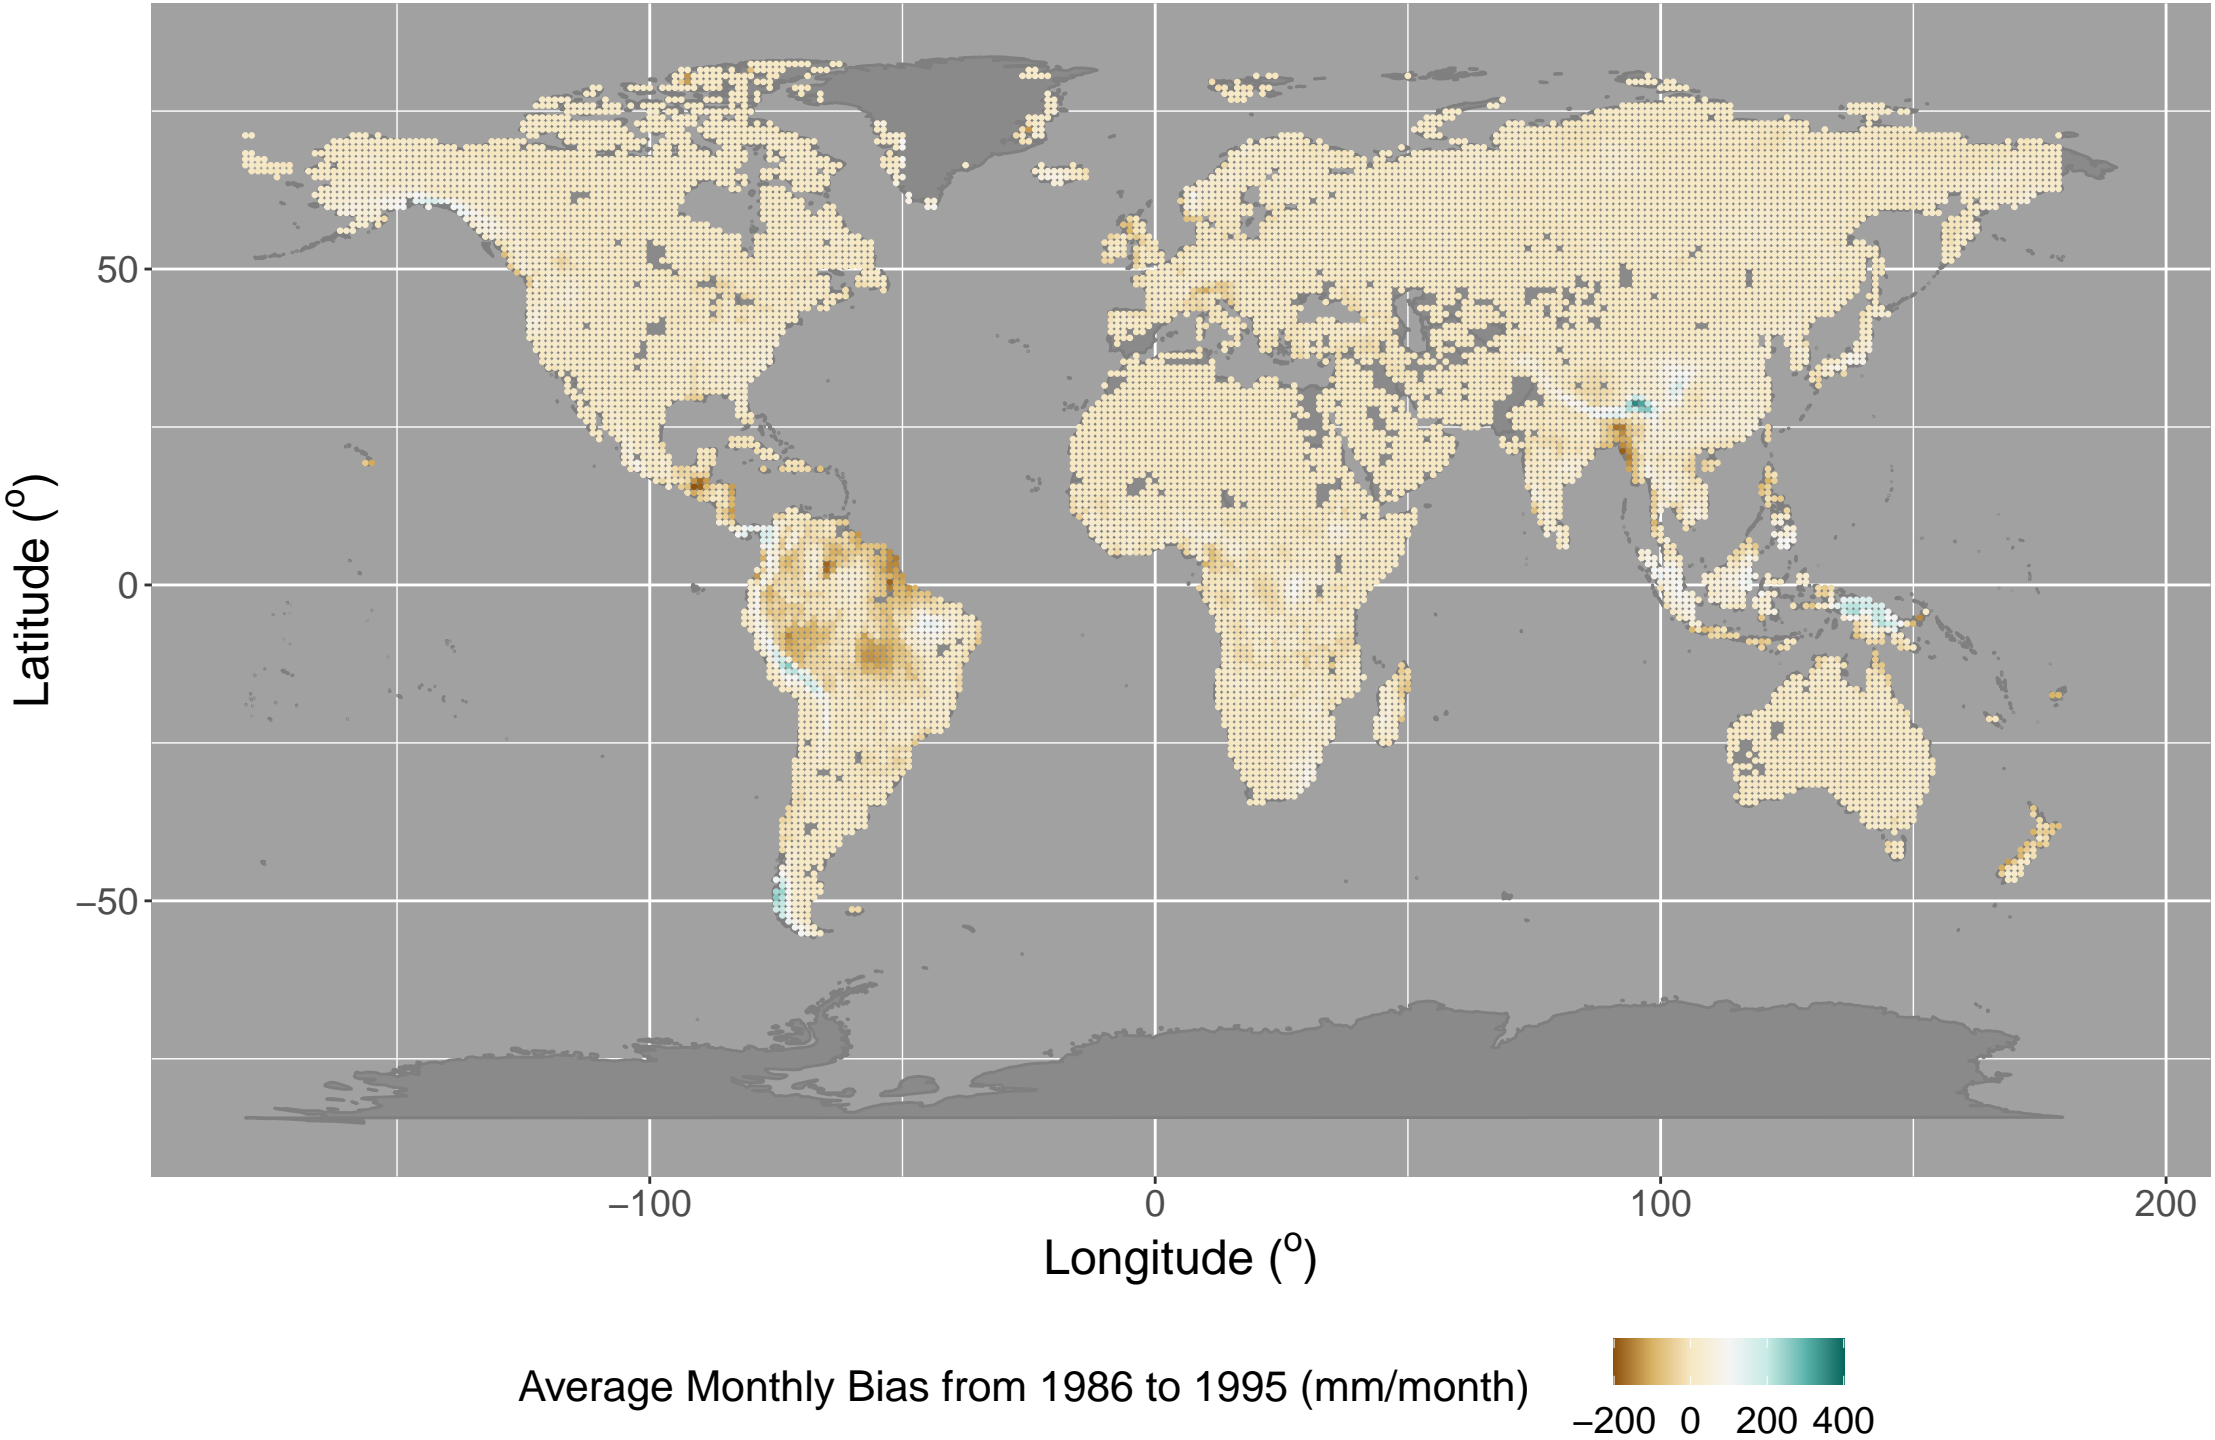 50
0
−50
Latitude (o)
−100 0 100 200
Longitude (o)
Average Monthly Bias from 1986 to 1995 (mm/month)
−200 0 200 400